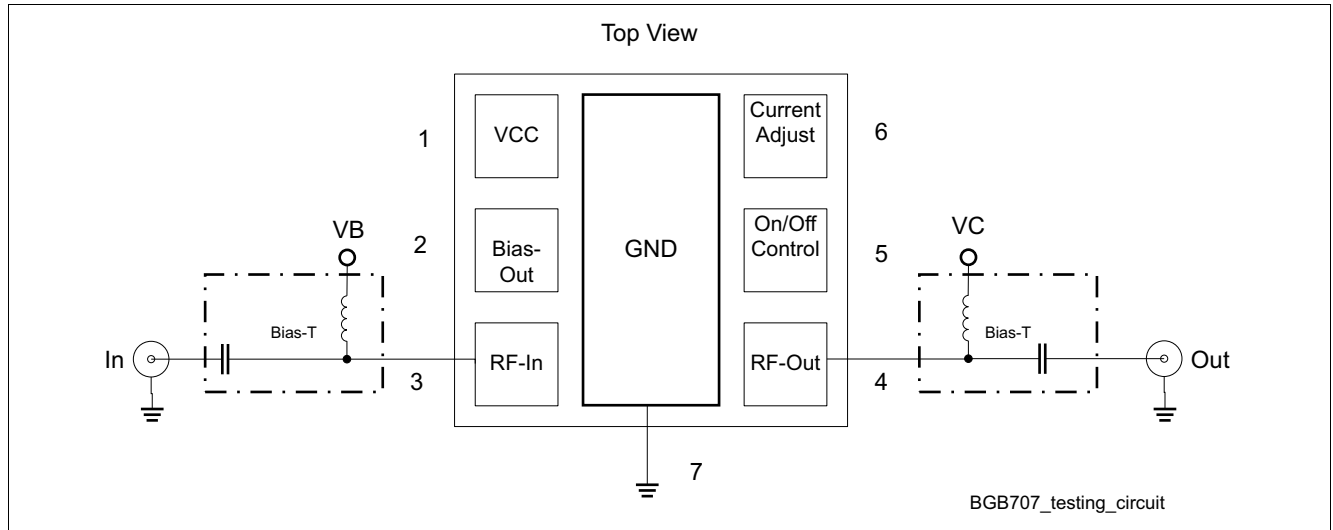 Top View
1
VCC
Current
Adjust
6
VB
2
Bias-
Out
GND
On/Off
Control
5
VC
Bias-T
In
3
RF-In
RF-Out
4
Bias-T
Out
7
BGB707_testing_circuit